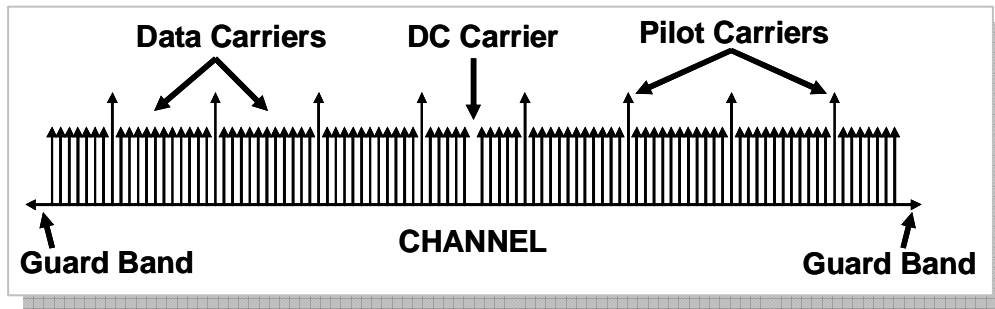 Data Carriers
DC Carrier
Pilot Carriers
CHANNEL
Guard Band
Guard Band